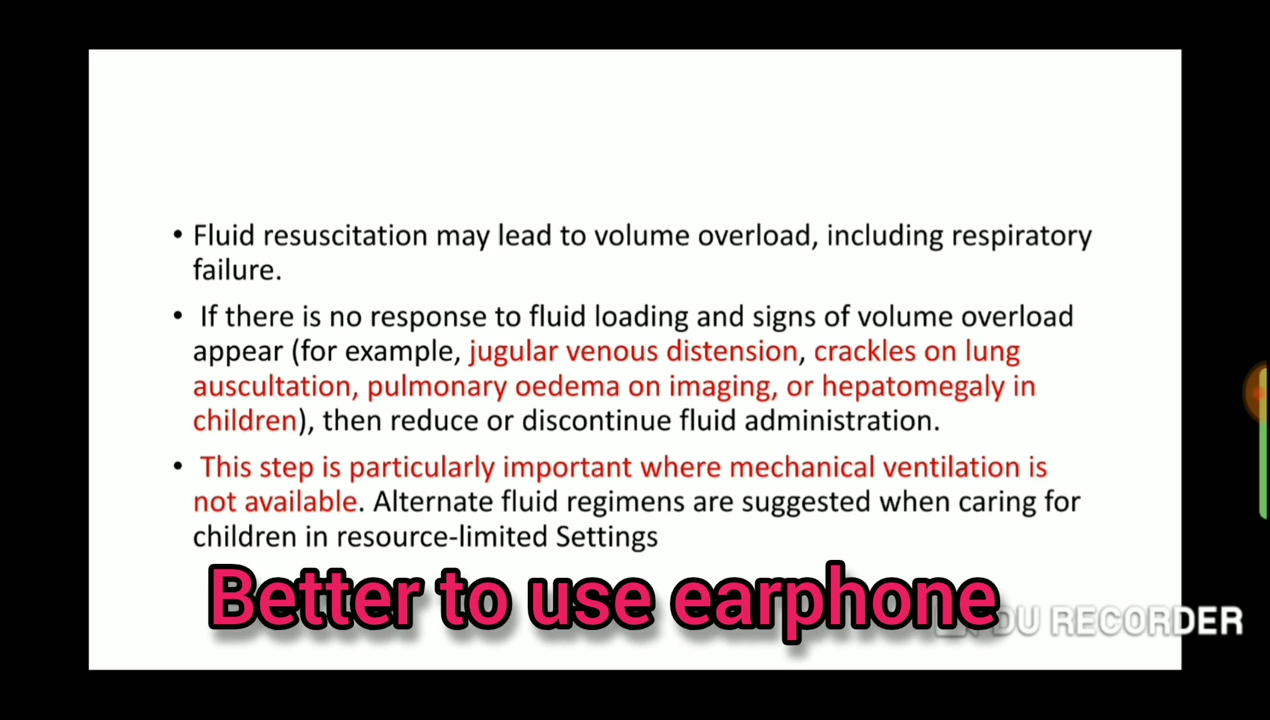 • Fluid resuscitation may lead to volume overload, including respiratory
failure.
• If there is no response to fluid loading and signs of volume overload
appear (for example, jugular venous distension, crackles on lung
auscultation, pulmonary oedema on imaging, or hepatomegaly in
children), then reduce or discontinue fluid administration.
• This step is particularly important where mechanical ventilation is
not available. Alternate fluid regimens are suggested when caring for
children in resource-limited Settings
Better to use earphone
DU RECORDER